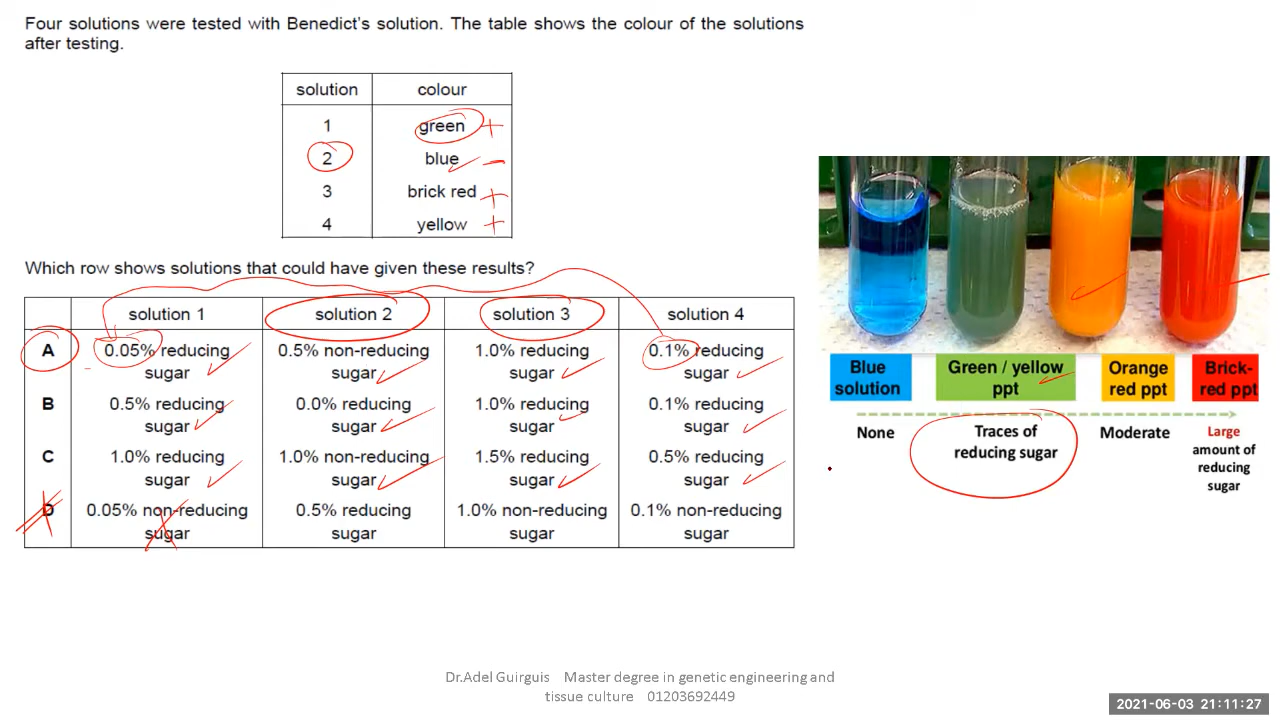 Four solutions were tested with Benedict's solution. The table shows the colour of the solutions
after testing.
solution colour
1 green
2 blue
3 brick red
4 yellow
Which row shows solutions that could have given these results?
solution 1 solution 2 solution 3 solution 4
A 0.05% reducing 0.5% non-reducing 1.0% reducing 0.1% reducing
sugar sugar sugar sugar
B 0.5% reducing 0.0% reducing 1.0% reducing 0.1% reducing
sugar sugar sugar sugar
C 1.0% reducing 1.0% non-reducing 1.5% reducing 0.5% reducing
sugar sugar sugar sugar
D 0.05% non-reducing 0.5% reducing 1.0% non-reducing 0.1% non-reducing
sugar sugar sugar sugar
Blue Green / yellow Orange Brick-
solution ppt red ppt red ppt
None Traces of Moderate Large
reducing sugar amount of
reducing
sugar
Dr.Adel Guirguis Master degree in genetic engineering and
tissue culture 01203692449
2021-06-03 21:11:27